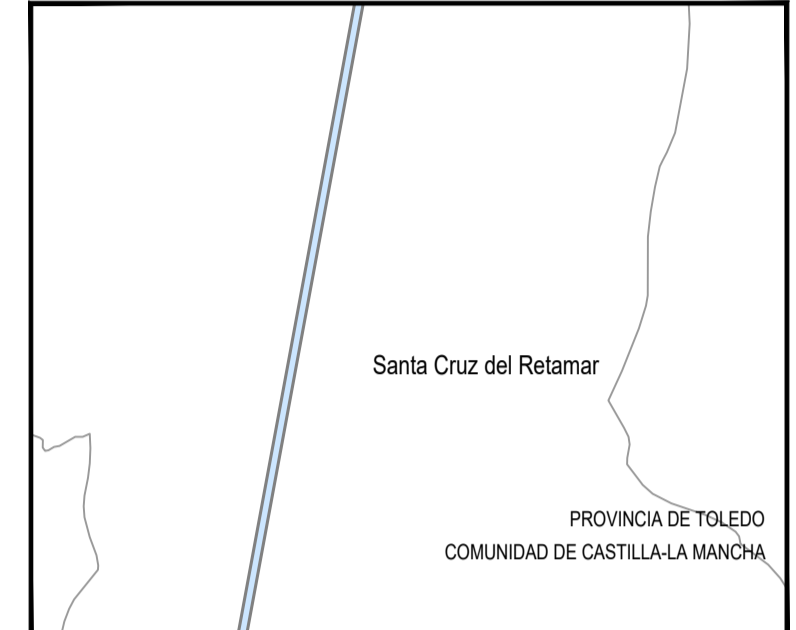 Santa Cruz del Retamar
PROVINCIA DE TOLEDO
COMUNIDAD DE CASTILLA-LA MANCHA